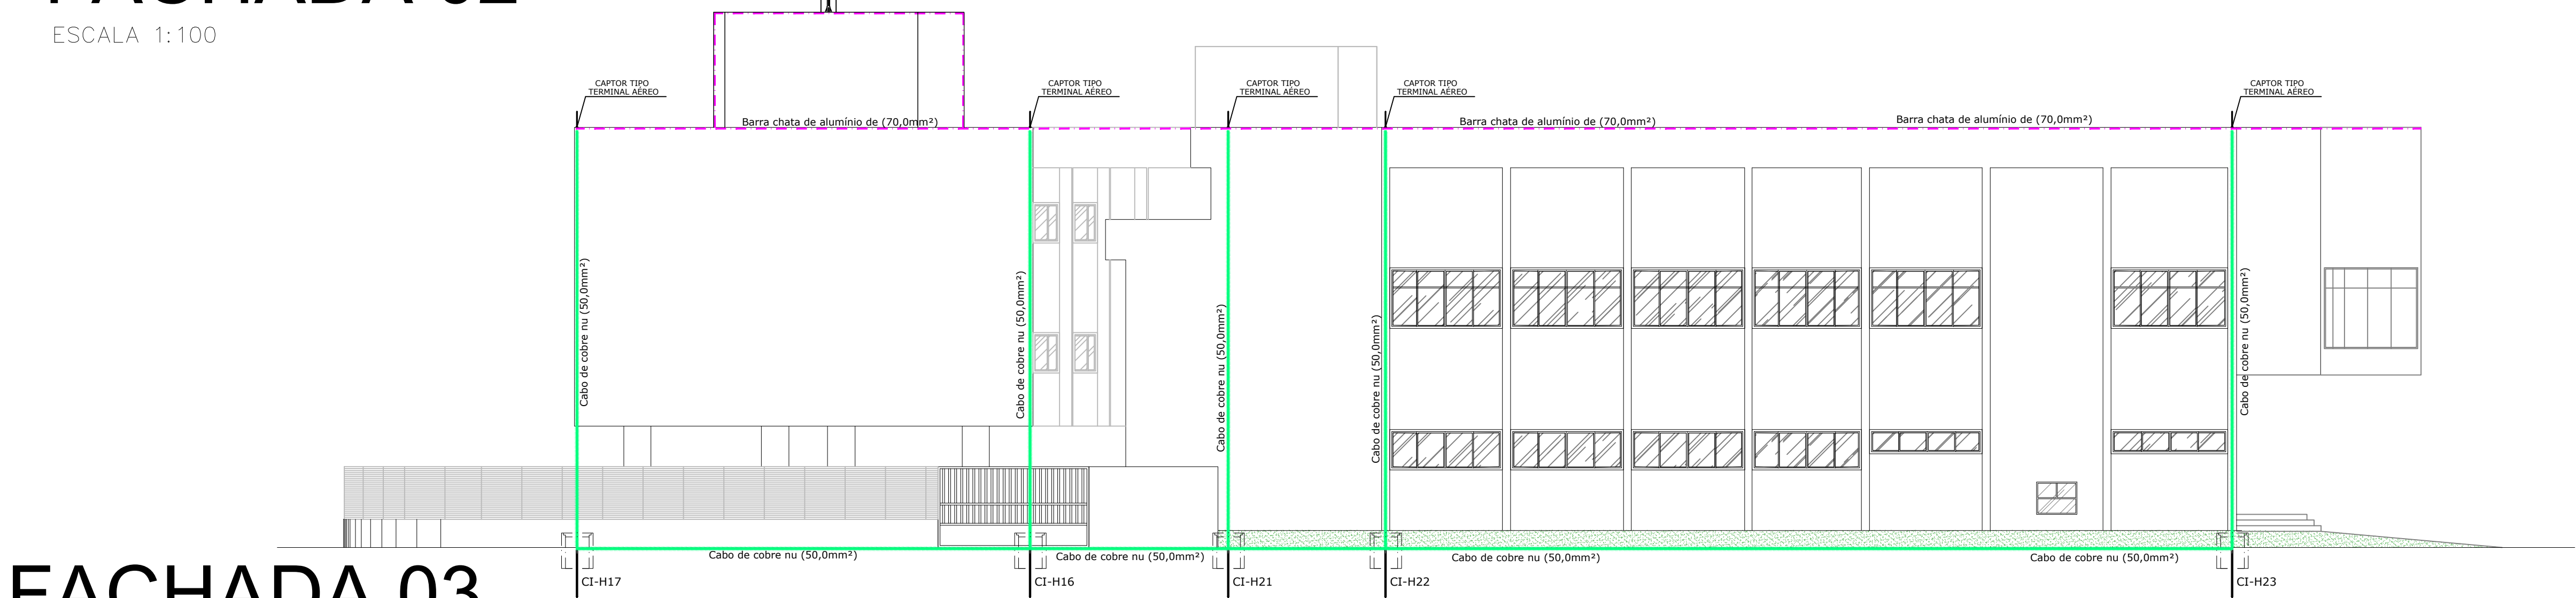 ESCALA 1:100
CAPTOR TIPO
TERMINAL AÉREO
CAPTOR TIPO
TERMINAL AÉREO
CAPTOR TIPO
TERMINAL AÉREO
CAPTOR TIPO
TERMINAL AÉREO
CAPTOR TIPO
TERMINAL AÉREO
Barra chata de alumínio de (70,0mm²)
Barra chata de alumínio de (70,0mm²)
Barra chata de alumínio de (70,0mm²)
Cabo de cobre nu (50,0mm²)
Cabo de cobre nu (50,0mm²)
Cabo de cobre nu (50,0mm²)
Cabo de cobre nu (50,0mm²)
Cabo de cobre nu (50,0mm²)
Cabo de cobre nu (50,0mm²)
Cabo de cobre nu (50,0mm²)
Cabo de cobre nu (50,0mm²)
Cabo de cobre nu (50,0mm²)
CI-H17
CI-H16
CI-H21
CI-H22
CI-H23
FACHADA 03